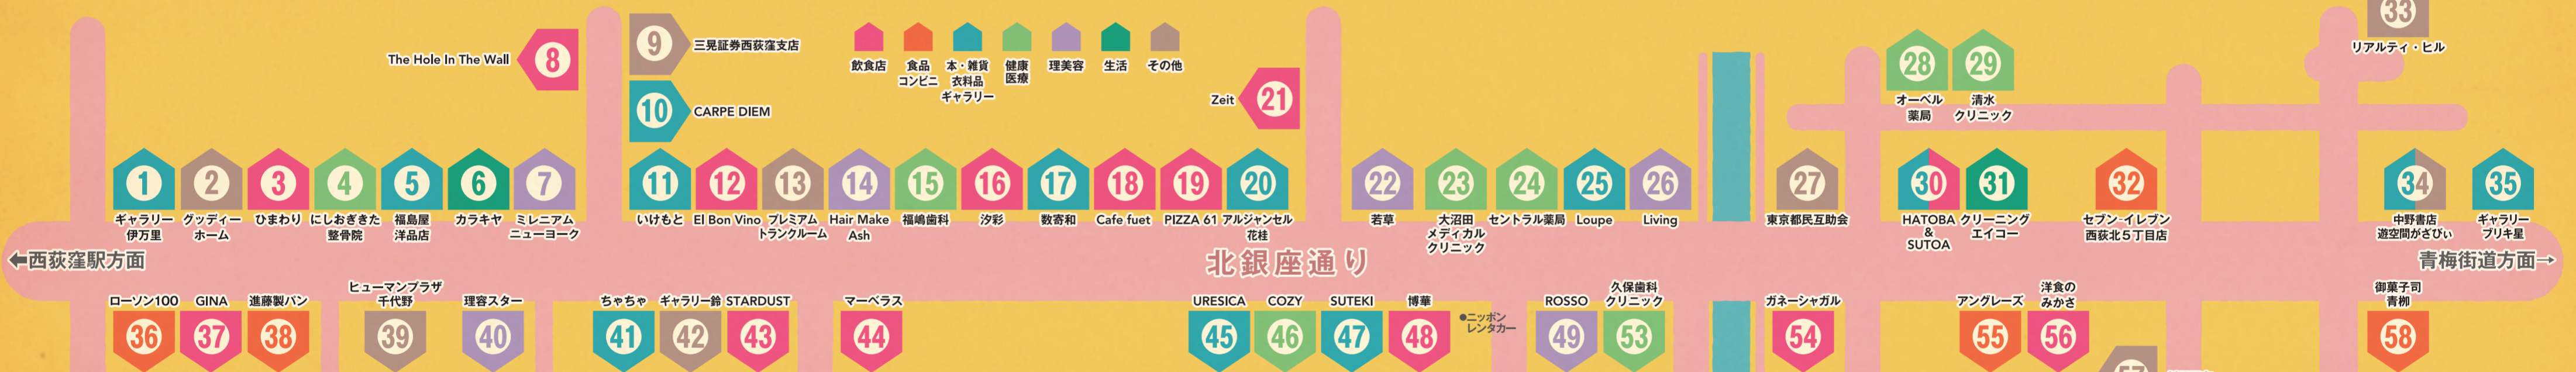 The Hole In The Wall
8
9
三晃証券西荻窪支店
10
CARPE DIEM
飲食店
食品
コンビニ
本・雑貨
衣料品
ギャラリー
健康
医療
理美容
生活
その他
Zeit
21
28
オーベル
薬局
29
清水
クリニック
33
リアルティ・ヒル
1
ギャラリー
伊万里
2
グッディー
ホーム
3
ひまわり
4
にしおぎきた
整骨院
5
福島屋
洋品店
6
カラキヤ
7
ミレニアム
ニューヨーク
11
いけもと
12
El Bon Vino
13
プレミアム
トランクルーム
14
Hair Make
Ash
15
福嶋歯科
16
汐彩
17
数寄和
18
Cafe fuet
19
PIZZA 61
20
アルジャンセル
花桂
22
若草
23
大沼田
メディカル
クリニック
24
セントラル薬局
25
Loupe
26
Living
27
東京都民互助会
30
HATOBA
&
SUTOA
31
クリーニング
エイコー
32
セブン-イレブン
西荻北5丁目店
34
中野書店
遊空間がざびぃ
35
ギャラリー
ブリキ星
←西荻窪駅方面
北銀座通り
青梅街道方面→
ローソン100
36
GINA
37
進藤製パン
38
ヒューマンプラザ
千代野
39
理容スター
40
ちゃちゃ
41
ギャラリー鈴
42
STARDUST
43
マーベラス
44
URESICA
45
COZY
46
SUTEKI
47
博華
48
●ニッポン
レンタカー
ROSSO
49
久保歯科
クリニック
53
ガネーシャガル
54
アングレーズ
55
洋食の
みかさ
56
57
御菓子司
青柳
58